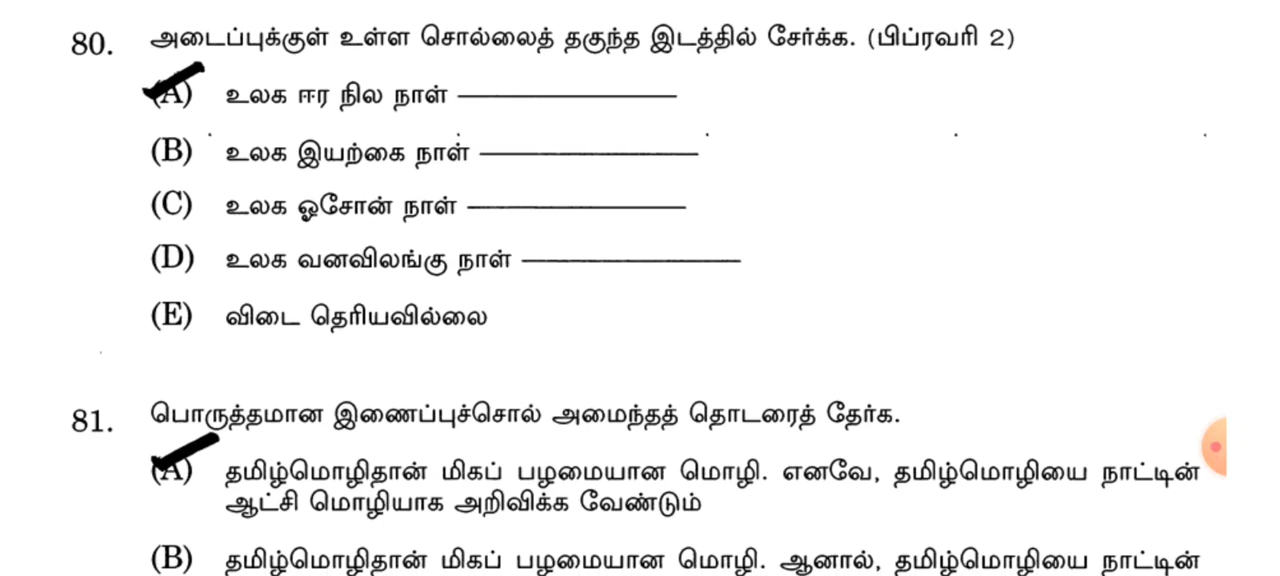 80. அடைப்புக்குள் உள்ள சொல்லைத் தகுந்த இடத்தில் சேர்க்க. (பிப்ரவரி 2)
(A) உலக ஈர நில நாள் ——————
(B) உலக இயற்கை நாள் ——————
(C) உலக ஓசோன் நாள் ——————
(D) உலக வனவிலங்கு நாள் ——————
(E) விடை தெரியவில்லை
81. பொருத்தமான இணைப்புச்சொல் அமைந்தத் தொடரைத் தேர்க.
(A) தமிழ்மொழிதான் மிகப் பழமையான மொழி. எனவே, தமிழ்மொழியை நாட்டின்
ஆட்சி மொழியாக அறிவிக்க வேண்டும்
(B) தமிழ்மொழிதான் மிகப் பழமையான மொழி. ஆனால், தமிழ்மொழியை நாட்டின்